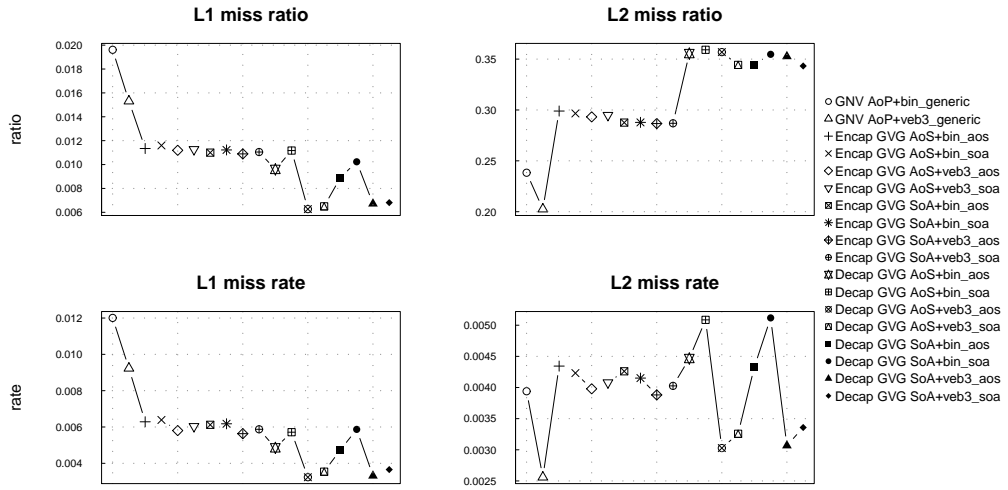 L1 miss ratio
L2 miss ratio
ratio
0.020
0.018
0.016
0.014
0.012
0.010
0.008
0.006
0.35
0.30
0.25
0.20
GNV AoP+bin_generic
GNV AoP+veb3_generic
Encap GVG AoS+bin_aos
Encap GVG AoS+bin_soa
Encap GVG AoS+veb3_aos
Encap GVG AoS+veb3_soa
Encap GVG SoA+bin_aos
Encap GVG SoA+bin_soa
Encap GVG SoA+veb3_aos
Encap GVG SoA+veb3_soa
Decap GVG AoS+bin_aos
Decap GVG AoS+bin_soa
Decap GVG AoS+veb3_aos
Decap GVG AoS+veb3_soa
Decap GVG SoA+bin_aos
Decap GVG SoA+bin_soa
Decap GVG SoA+veb3_aos
Decap GVG SoA+veb3_soa
L1 miss rate
L2 miss rate
rate
0.012
0.010
0.008
0.006
0.004
0.0050
0.0045
0.0040
0.0035
0.0030
0.0025